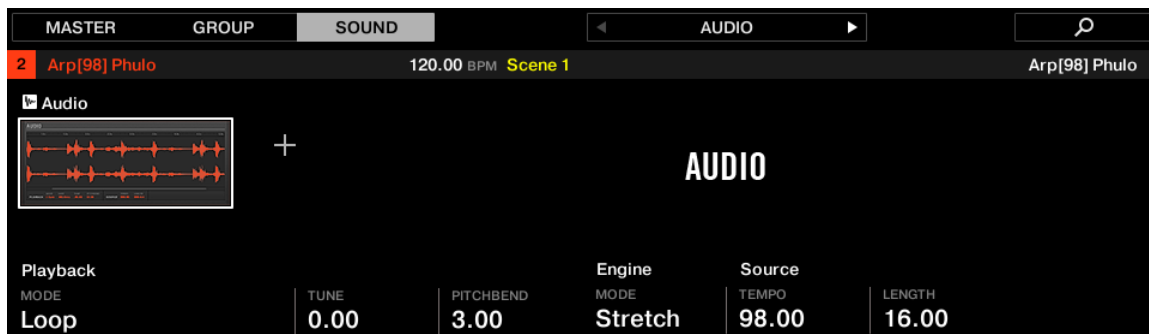 MASTER GROUP SOUND AUDIO
2 Arp[98] Phulo 120.00 BPM Scene 1 Arp[98] Phulo
Audio
AUDIO
AUDIO
Playback Engine Source
MODE TUNE PITCHBEND MODE TEMPO LENGTH
Loop 0.00 3.00 Stretch 98.00 16.00